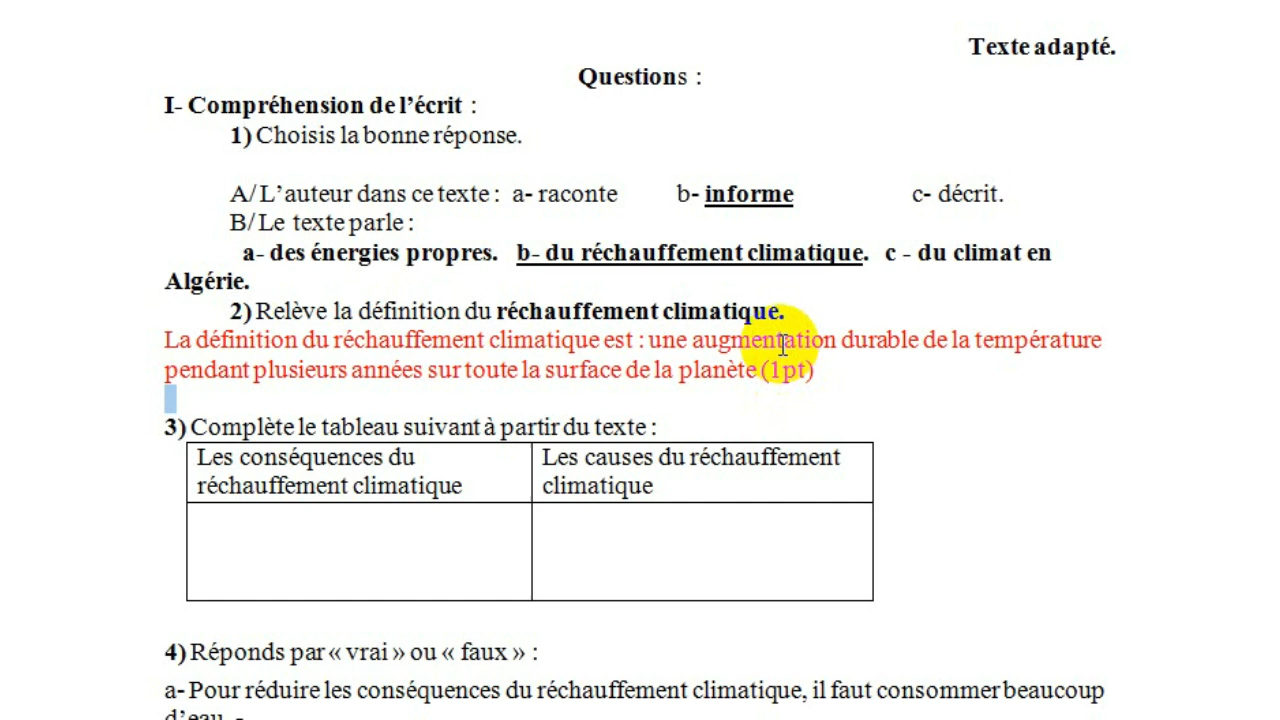 Texte adapté.
Questions :
I- Compréhension de l’écrit :
1) Choisis la bonne réponse.
A/ L’auteur dans ce texte : a- raconte b- informe c- décrit.
B/ Le texte parle :
a- des énergies propres. b- du réchauffement climatique. c - du climat en
Algérie.
2) Relève la définition du réchauffement climatique.
La définition du réchauffement climatique est : une augmentation durable de la température
pendant plusieurs années sur toute la surface de la planète (1pt)
3) Complète le tableau suivant à partir du texte :
Les conséquences du
réchauffement climatique
Les causes du réchauffement
climatique
4) Réponds par « vrai » ou « faux » :
a- Pour réduire les conséquences du réchauffement climatique, il faut consommer beaucoup
d’eau. -